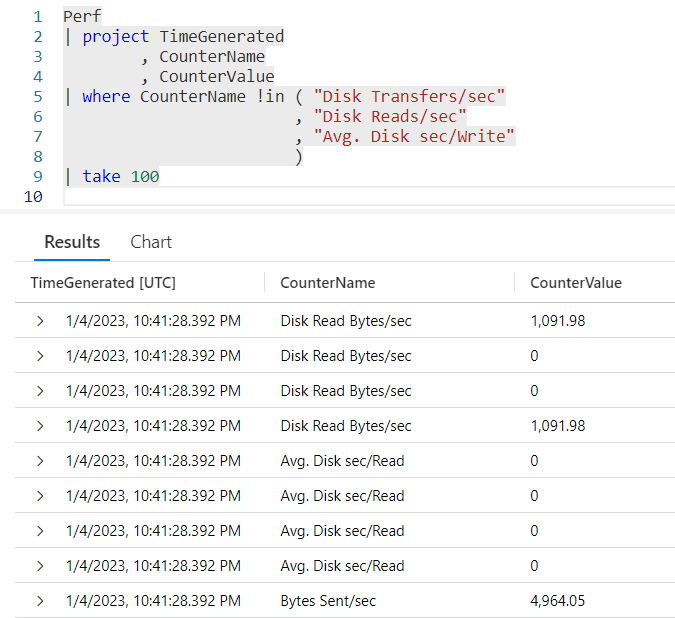 1 Perf
2 | project TimeGenerated
3 , CounterName
4 , CounterValue
5 | where CounterName !in ( "Disk Transfers/sec"
6 , "Disk Reads/sec"
7 , "Avg. Disk sec/Write"
8 )
9 | take 100
10
Results Chart
TimeGenerated [UTC] CounterName CounterValue
> 1/4/2023, 10:41:28.392 PM Disk Read Bytes/sec 1,091.98
> 1/4/2023, 10:41:28.392 PM Disk Read Bytes/sec 0
> 1/4/2023, 10:41:28.392 PM Disk Read Bytes/sec 0
> 1/4/2023, 10:41:28.392 PM Disk Read Bytes/sec 1,091.98
> 1/4/2023, 10:41:28.392 PM Avg. Disk sec/Read 0
> 1/4/2023, 10:41:28.392 PM Avg. Disk sec/Read 0
> 1/4/2023, 10:41:28.392 PM Avg. Disk sec/Read 0
> 1/4/2023, 10:41:28.392 PM Avg. Disk sec/Read 0
> 1/4/2023, 10:41:28.392 PM Bytes Sent/sec 4,964.05